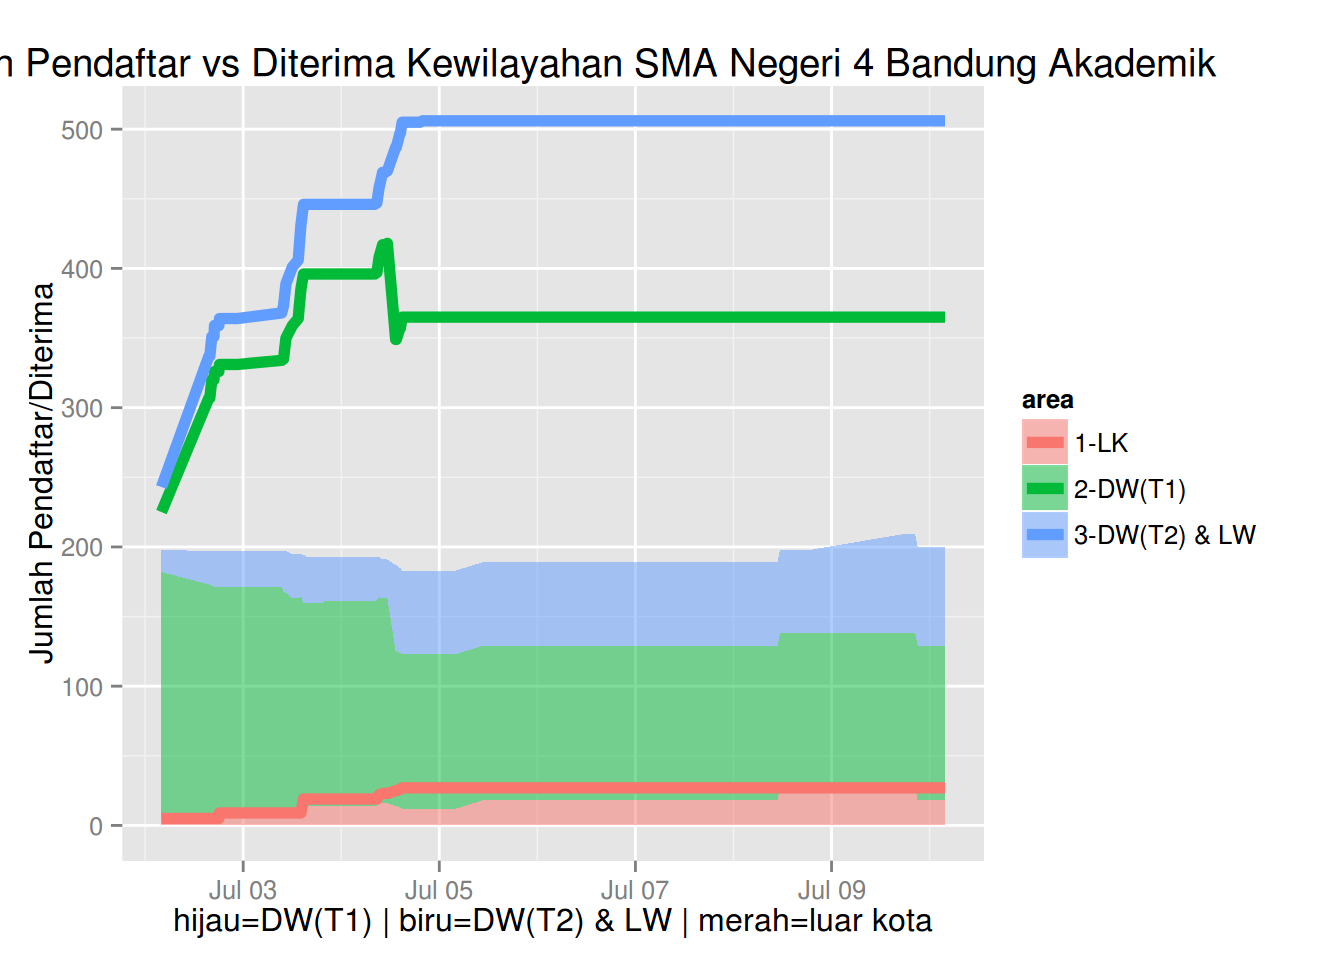 Pendaftar vs Diterima Kewilayahan SMA Negeri 4 Bandung Akademik
Jumlah Pendaftar/Diterima
500
400
300
200
100
0
Jul 03 Jul 05 Jul 07 Jul 09
hijau=DW(T1) | biru=DW(T2) & LW | merah=luar kota
area
1-LK
2-DW(T1)
3-DW(T2) & LW